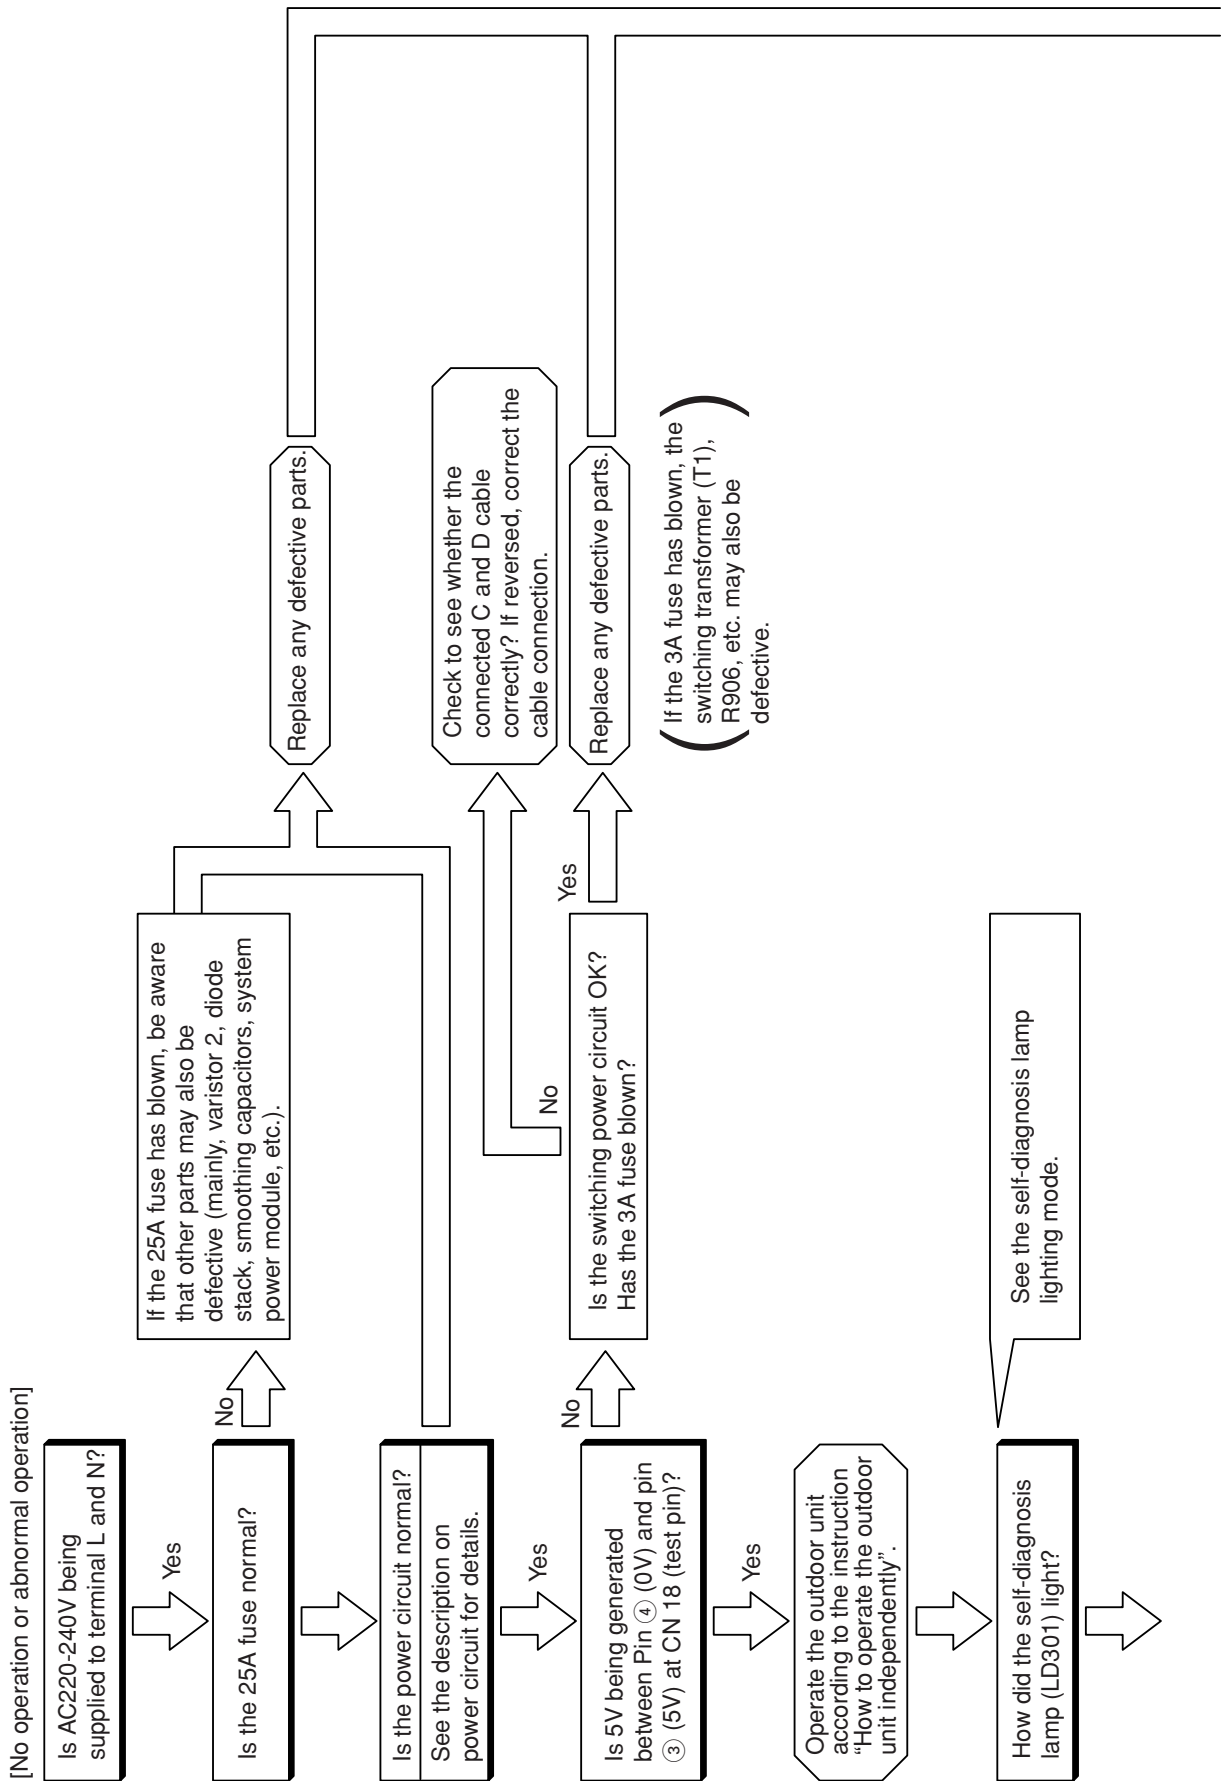 [No operation or abnormal operation]
Is AC220-240V being
supplied to terminal L and N?
Yes
Is the 25A fuse normal?
No
If the 25A fuse has blown, be aware
that other parts may also be
defective (mainly, varistor 2, diode
stack, smoothing capacitors, system
power module, etc.).
Replace any defective parts.
Is the power circuit normal?
See the description on
power circuit for details.
Yes
Is 5V being generated
between Pin ④ (0V) and pin
③ (5V) at CN 18 (test pin)?
No
Is the switching power circuit OK?
Has the 3A fuse blown?
No
Check to see whether the
connected C and D cable
correctly? If reversed, correct the
cable connection.
Yes
Replace any defective parts.
(If the 3A fuse has blown, the
switching transformer (T1),
R906, etc. may also be
defective.)
Yes
Operate the outdoor unit
according to the instruction
“How to operate the outdoor
unit independently”.
How did the self-diagnosis
lamp (LD301) light?
See the self-diagnosis lamp
lighting mode.